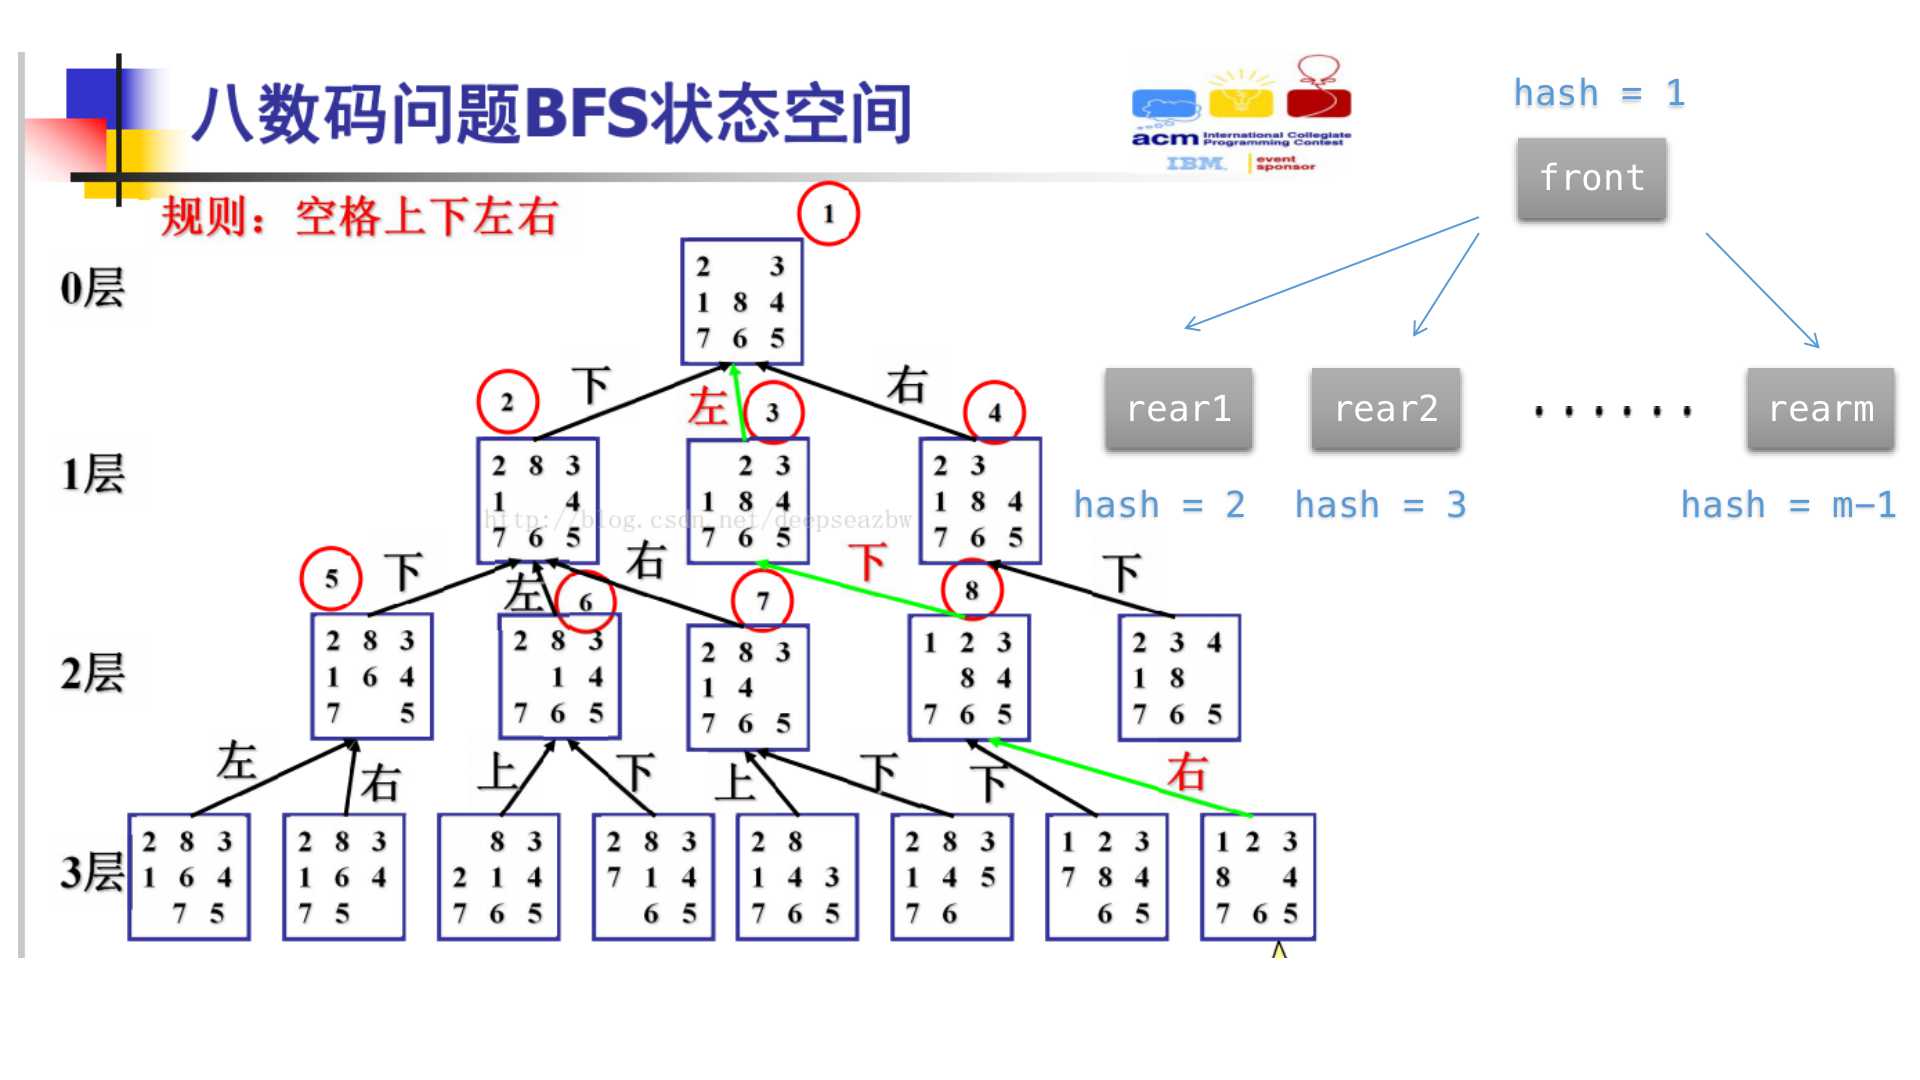 八数码问题BFS状态空间
acm International Collegiate
Programming Contest
IBM. event
sponsor
hash = 1
front
规则：空格上下左右
1
0层
2 3
1 8 4
7 6 5
下
左
右
2
3
4
rear1
rear2
······
rearm
hash = 2
hash = 3
hash = m-1
1层
2 8 3
1 4
7 6 5
2 3
1 8 4
7 6 5
2 3
1 8 4
7 6 5
http://blog.csdn.net/deepseazbw
下
左
右
下
下
5
6
7
8
2层
2 8 3
1 6 4
7 5
2 8 3
1 4
7 6 5
2 8 3
1 4
7 6 5
1 2 3
8 4
7 6 5
2 3 4
1 8
7 6 5
左
右
上
下
上
下
下
右
3层
2 8 3
1 6 4
7 5
2 8 3
1 6 4
7 5
8 3
2 1 4
7 6 5
2 8 3
7 1 4
6 5
2 8
1 4 3
7 6 5
2 8 3
1 4 5
7 6
1 2 3
7 8 4
6 5
1 2 3
8 4
7 6 5